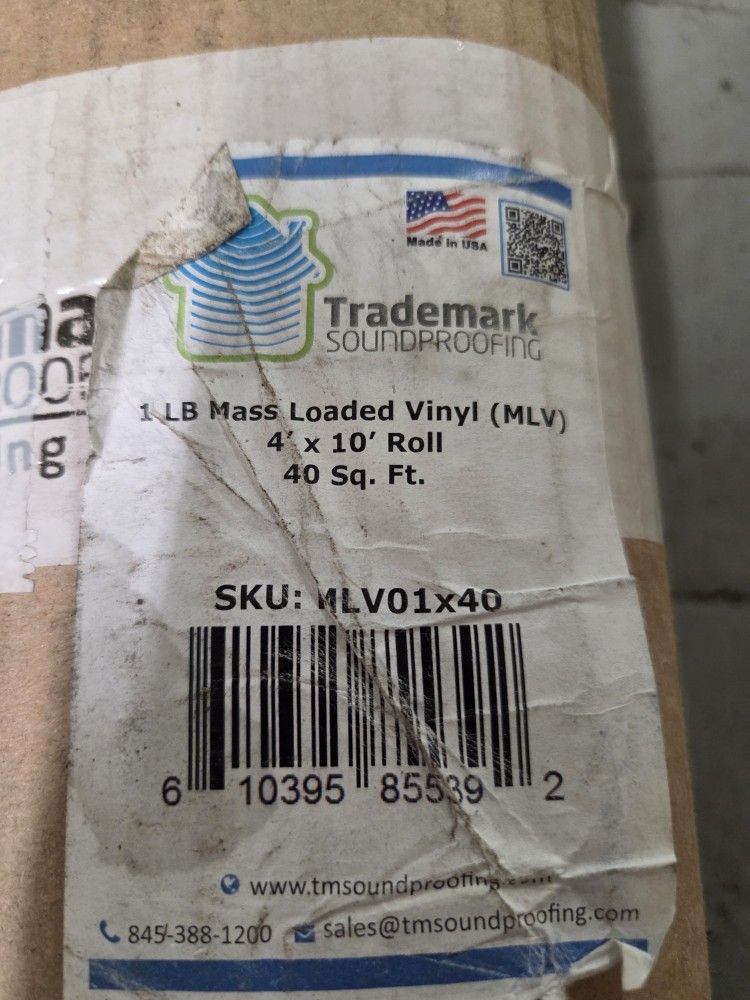 Made in USA
Trademark
SOUNDPROOFING
1 LB Mass Loaded Vinyl (MLV)
4' x 10' Roll
40 Sq. Ft.
SKU: MLV01x40
6 10395 85539 2
www.tmsoundproofing.com
845-388-1200 sales@tmsoundproofing.com